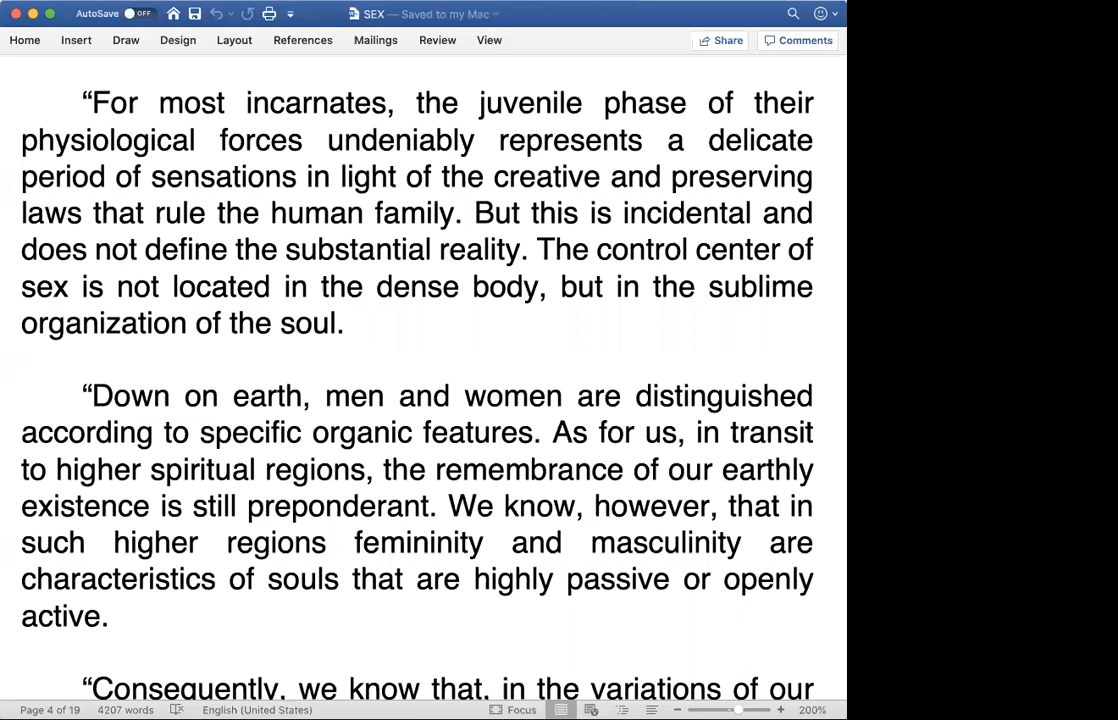 AutoSave OFF SEX — Saved to my Mac
Home Insert Draw Design Layout References Mailings Review View Share Comments
“For most incarnates, the juvenile phase of their
physiological forces undeniably represents a delicate
period of sensations in light of the creative and preserving
laws that rule the human family. But this is incidental and
does not define the substantial reality. The control center of
sex is not located in the dense body, but in the sublime
organization of the soul.
“Down on earth, men and women are distinguished
according to specific organic features. As for us, in transit
to higher spiritual regions, the remembrance of our earthly
existence is still preponderant. We know, however, that in
such higher regions femininity and masculinity are
characteristics of souls that are highly passive or openly
active.
“Consequently, we know that, in the variations of our
Page 4 of 19 4207 words English (United States) Focus 200%